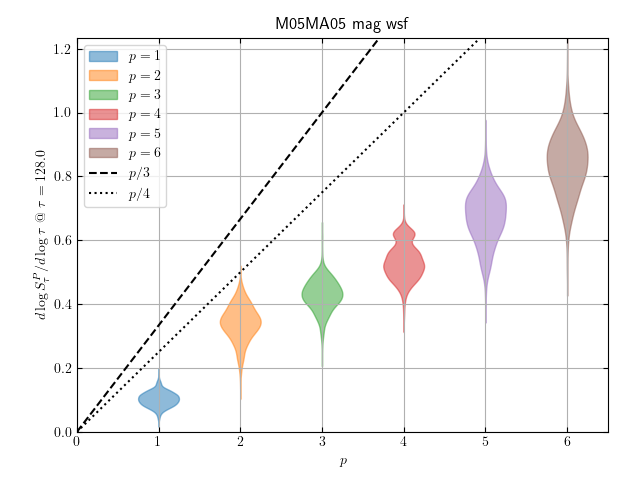 M05MA05 mag wsf
d log S_τ^P / d log τ @ τ = 128.0
1.2
1.0
0.8
0.6
0.4
0.2
0.0
p = 1
p = 2
p = 3
p = 4
p = 5
p = 6
p/3
p/4
0 1 2 3 4 5 6
p